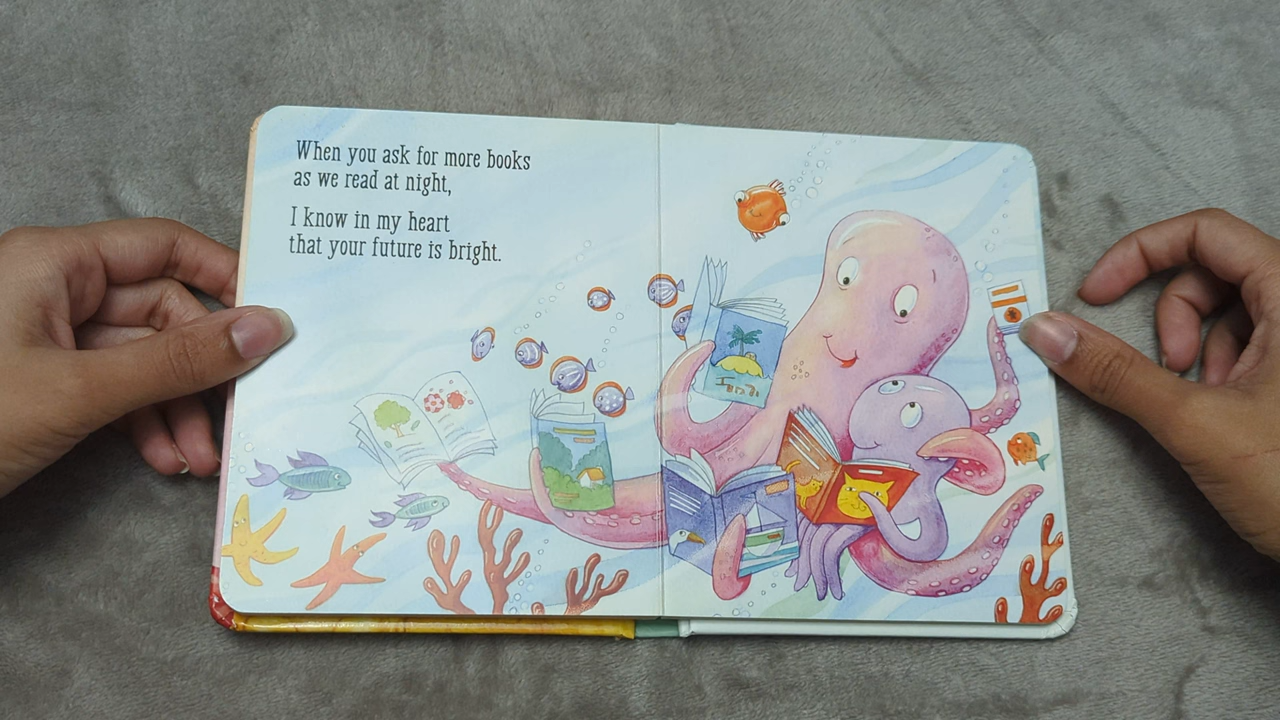 When you ask for more books
as we read at night,
I know in my heart
that your future is bright.